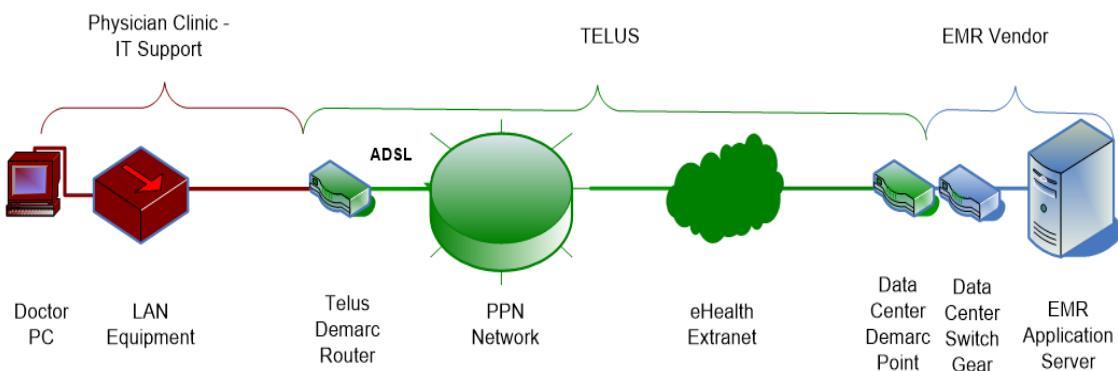 Physician Clinic -
IT Support
TELUS
EMR Vendor
ADSL
Doctor
PC
LAN
Equipment
Telus
Demarc
Router
PPN
Network
eHealth
Extranet
Data
Center
Demarc
Point
Data
Center
Switch
Gear
EMR
Application
Server